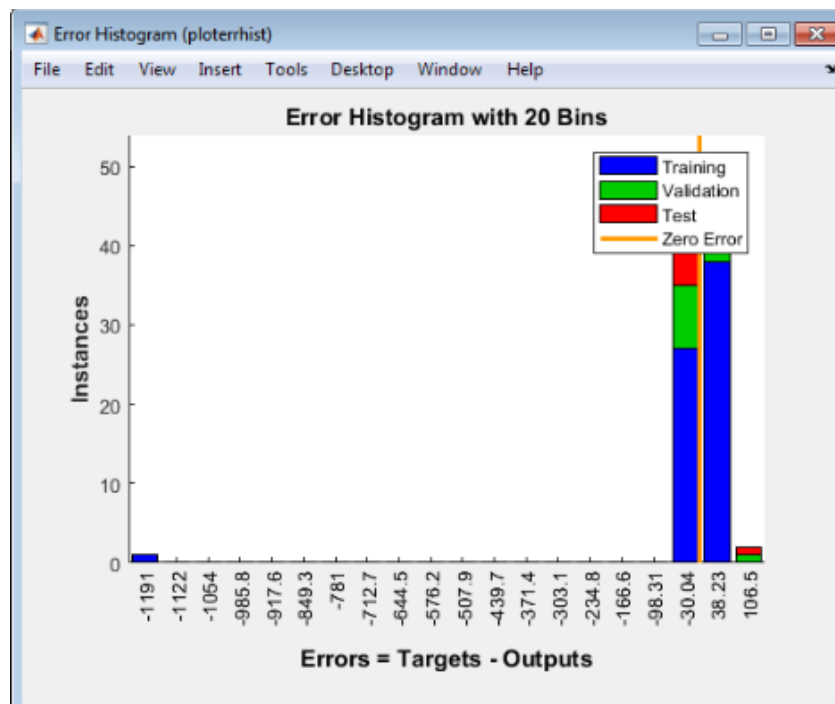 Error Histogram (ploterrhist)
File Edit View Insert Tools Desktop Window Help
Error Histogram with 20 Bins
50
40
30
20
10
0
Instances
Training
Validation
Test
Zero Error
-1191
-1122
-1054
-985.8
-917.6
-849.3
-781
-712.7
-644.5
-576.2
-507.9
-439.7
-371.4
-303.1
-234.8
-166.6
-98.31
-30.04
38.23
106.5
Errors = Targets - Outputs